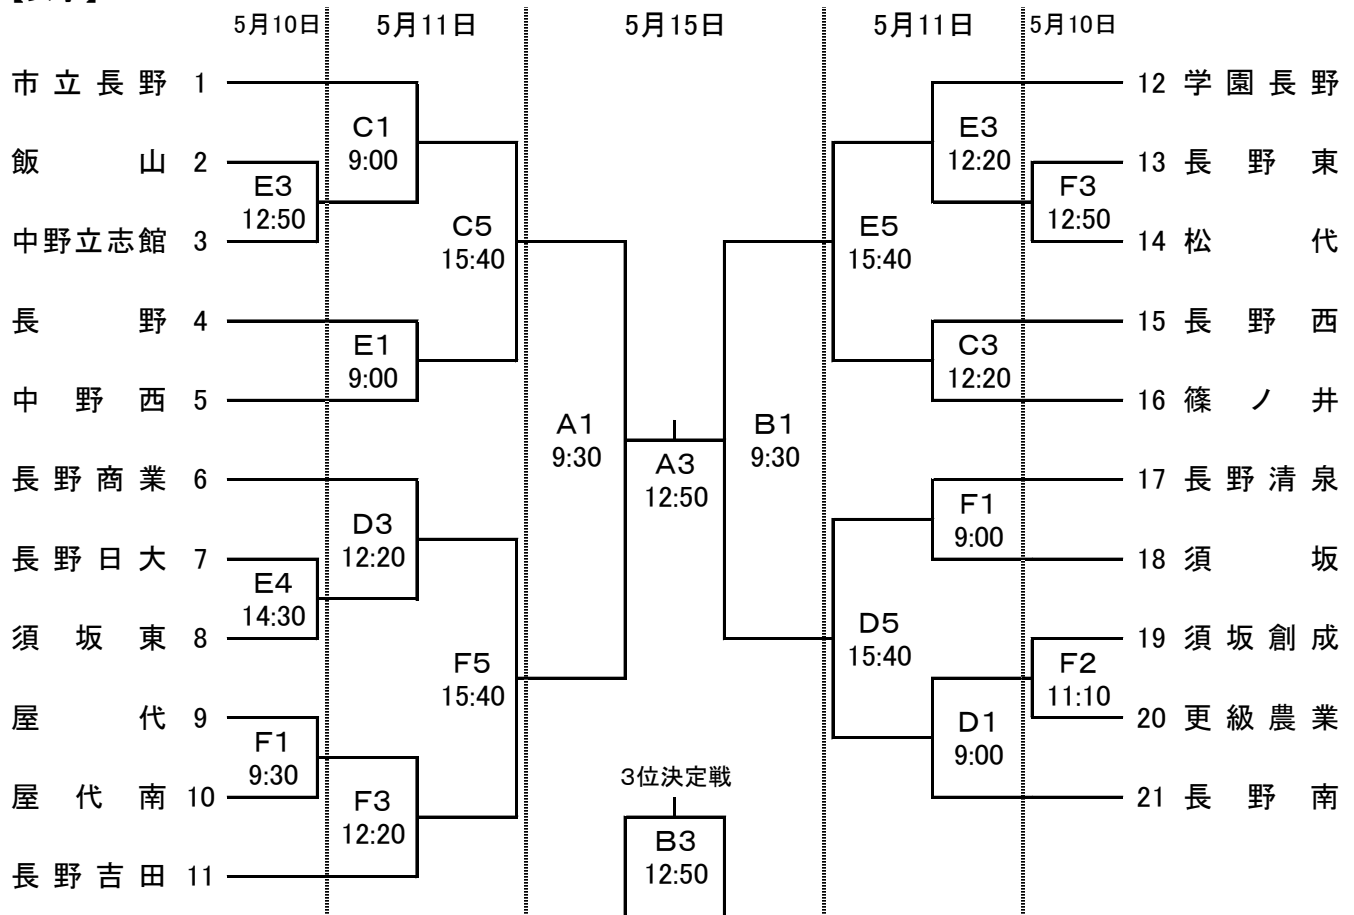 5月10日 5月11日 5月15日 5月11日 5月10日
市立長野 1
12 学園長野
C1
9:00
E3
12:20
飯山 2
13 長野東
E3
12:50
F3
12:50
中野立志館 3
14 松代
C5
15:40
E5
15:40
長野 4
15 長野西
E1
9:00
C3
12:20
中野西 5
16 篠ノ井
A1
9:30
B1
9:30
A3
12:50
長野商業 6
17 長野清泉
D3
12:20
F1
9:00
長野日大 7
18 須坂
E4
14:30
須坂東 8
19 須坂創成
D5
15:40
F5
15:40
F2
11:10
屋代 9
20 更級農業
F1
9:30
D1
9:00
屋代南 10
21 長野南
F3
12:20
3位決定戦
B3
12:50
長野吉田 11